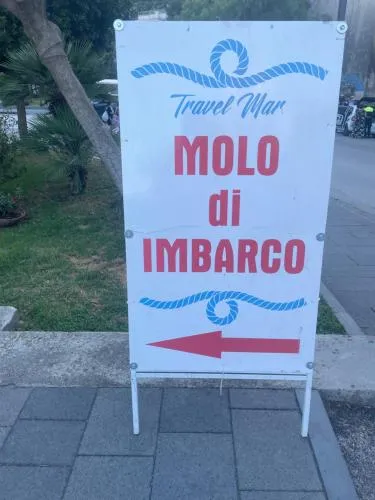 Travel Mar
MOLO
di
IMBARCO